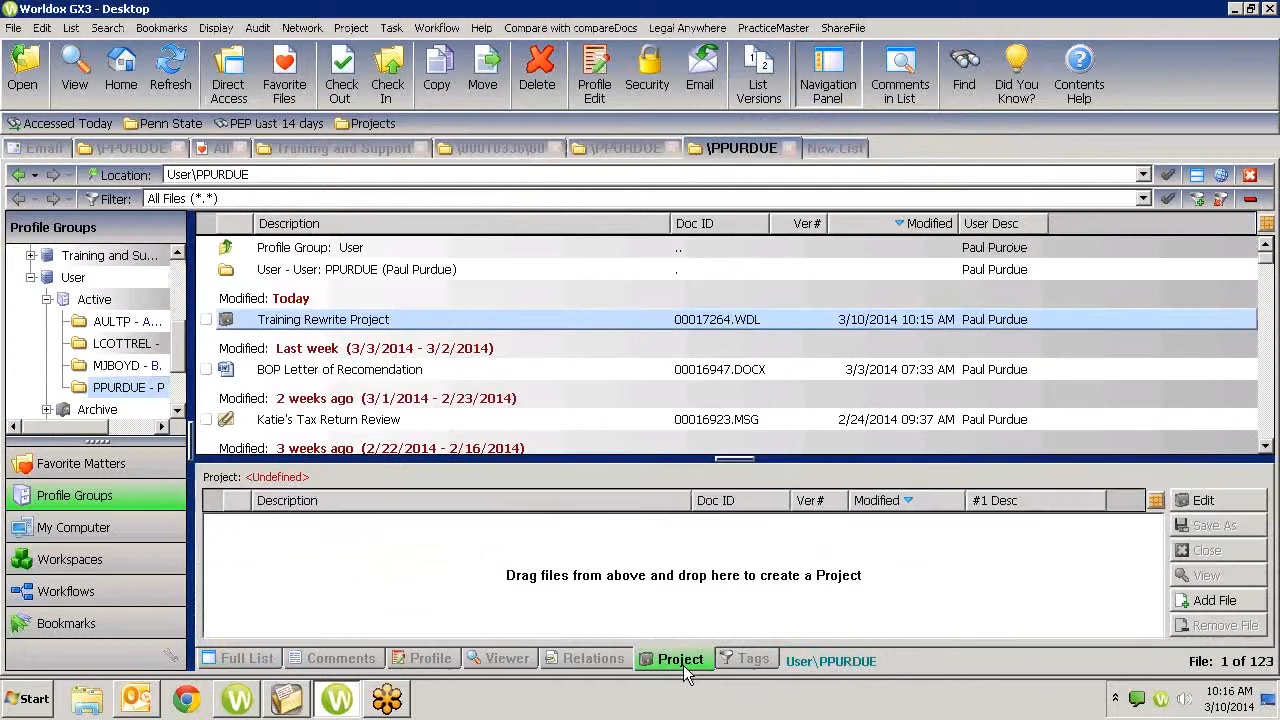 Worldox GX3 - Desktop
File Edit List Search Bookmarks Display Audit Network Project Task Workflow Help Compare with compareDocs Legal Anywhere PracticeMaster ShareFile
Open View Home Refresh Direct Access Favorite Files Check Out Check In Copy Move Delete Profile Edit Security Email List Versions Navigation Panel Comments in List Find Did You Know? Contents Help
Accessed Today Penn State PEP last 14 days Projects
Email \PPURDUE All Training and Support \PPURDUE \PPURDUE New List
Location: User\PPURDUE
Filter: All Files (*.*)
Profile Groups Description Doc ID Ver# Modified User Desc
Training and Su... Profile Group: User .. Paul Purdue
User User - User: PPURDUE (Paul Purdue) . Paul Purdue
Active Modified: Today
AULTP - A... Training Rewrite Project 00017264.WDL 3/10/2014 10:15 AM Paul Purdue
LCOTTREL - Modified: Last week (3/3/2014 - 3/2/2014)
MJBOYD - B. BOP Letter of Recomendation 00016947.DOCX 3/3/2014 07:33 AM Paul Purdue
PPURDUE - P 2 weeks ago (3/1/2014 - 2/23/2014)
Modified:
Archive Katie's Tax Return Review 00016923.MSG 2/24/2014 09:37 AM Paul Purdue
Modified: 3 weeks ago (2/22/2014 - 2/16/2014)
Favorite Matters
Profile Groups
My Computer
Workspaces
Workflows
Bookmarks
Project: <Undefined>
Description Doc ID Ver# Modified #1 Desc
Drag files from above and drop here to create a Project
Edit
Save As
Close
View
Add File
Remove File
Full List Comments Profile Viewer Relations Project Tags User\PPURDUE File: 1 of 123
Start 10:16 AM
3/10/2014